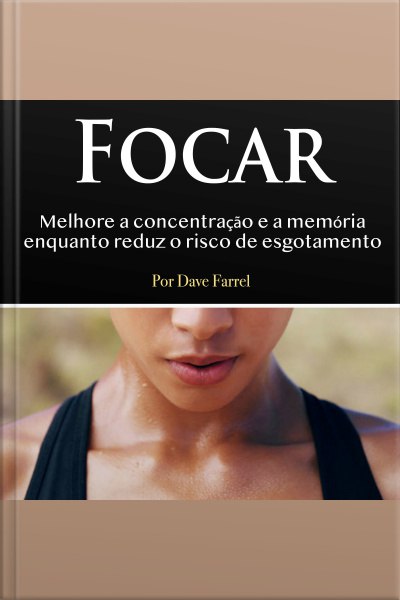 FOCAR
Melhore a concentração e a memória
enquanto reduz o risco de esgotamento
Por Dave Farrel